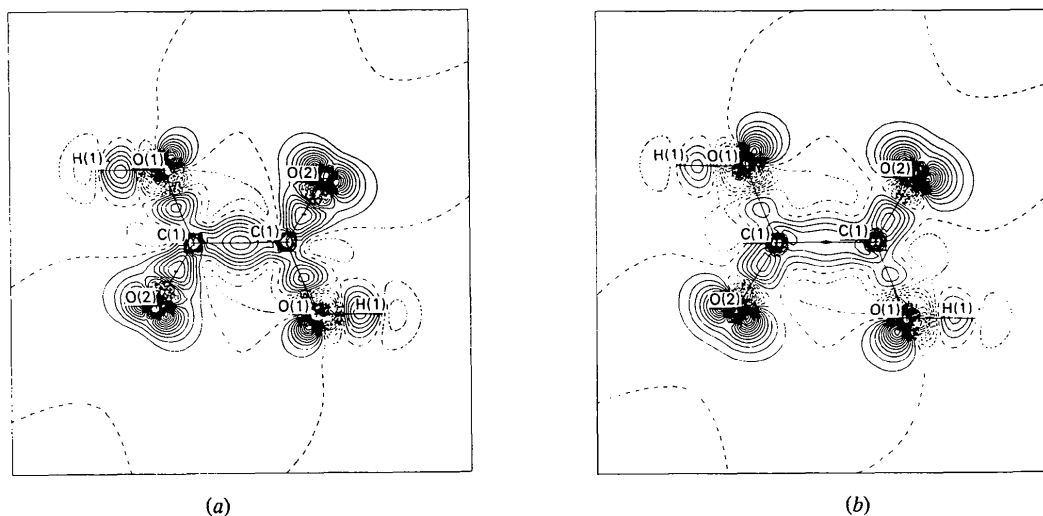 H(1) O(1)
O(2)
C(1) C(1)
O(2)
O(1) H(1)
(a)
H(1) O(1)
O(2)
C(1) C(1)
O(2)
O(1) H(1)
(b)